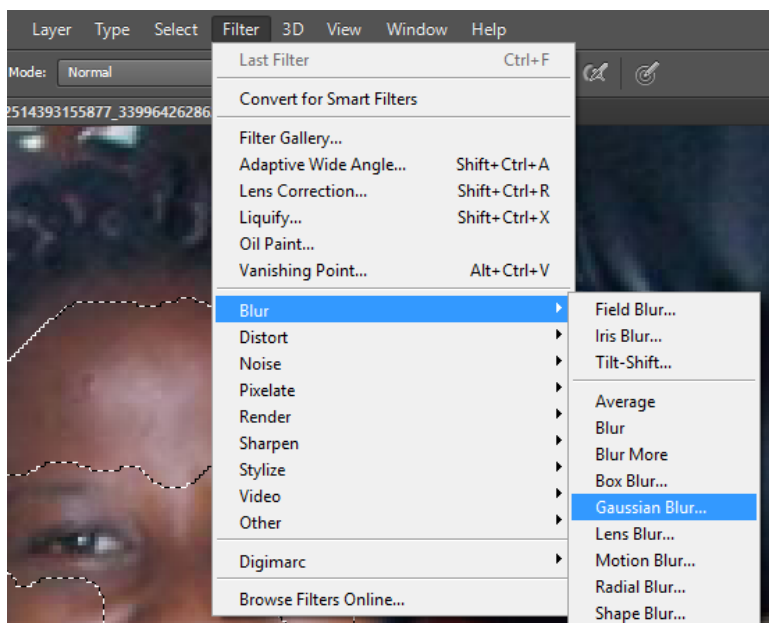 Layer Type Select Filter 3D View Window Help
Mode: Normal
2514393155877_33996426286
Last Filter Ctrl+F
Convert for Smart Filters
Filter Gallery...
Adaptive Wide Angle... Shift+Ctrl+A
Lens Correction... Shift+Ctrl+R
Liquify... Shift+Ctrl+X
Oil Paint...
Vanishing Point... Alt+Ctrl+V
Blur
Distort
Noise
Pixelate
Render
Sharpen
Stylize
Video
Other
Digimarc
Browse Filters Online...
Field Blur...
Iris Blur...
Tilt-Shift...
Average
Blur
Blur More
Box Blur...
Gaussian Blur...
Lens Blur...
Motion Blur...
Radial Blur...
Shape Blur...